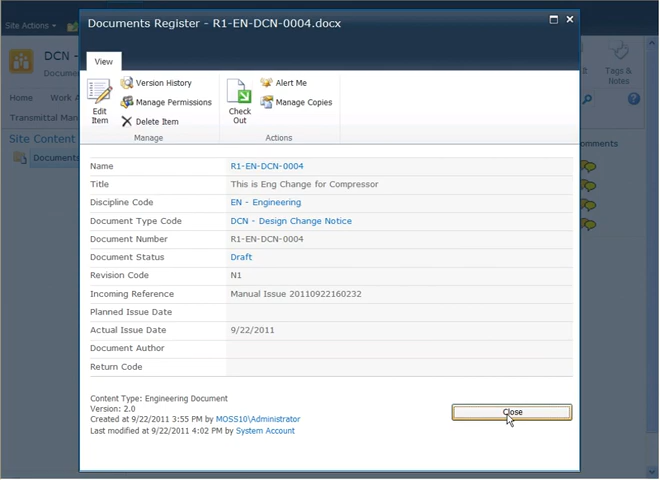 Documents Register - R1-EN-DCN-0004.docx
Site Actions
View
DCN -
Edit Item
Version History
Manage Permissions
Delete Item
Manage
Check Out
Alert Me
Manage Copies
Actions
Tags & Notes
Home
Work A
Transmittal Man
Site Content
Documents
omments
Name R1-EN-DCN-0004
Title This is Eng Change for Compressor
Discipline Code EN - Engineering
Document Type Code DCN - Design Change Notice
Document Number R1-EN-DCN-0004
Document Status Draft
Revision Code N1
Incoming Reference Manual Issue 20110922160232
Planned Issue Date
Actual Issue Date 9/22/2011
Document Author
Return Code
Content Type: Engineering Document
Version: 2.0
Created at 9/22/2011 3:55 PM by MOSS10\Administrator
Last modified at 9/22/2011 4:02 PM by System Account
Close